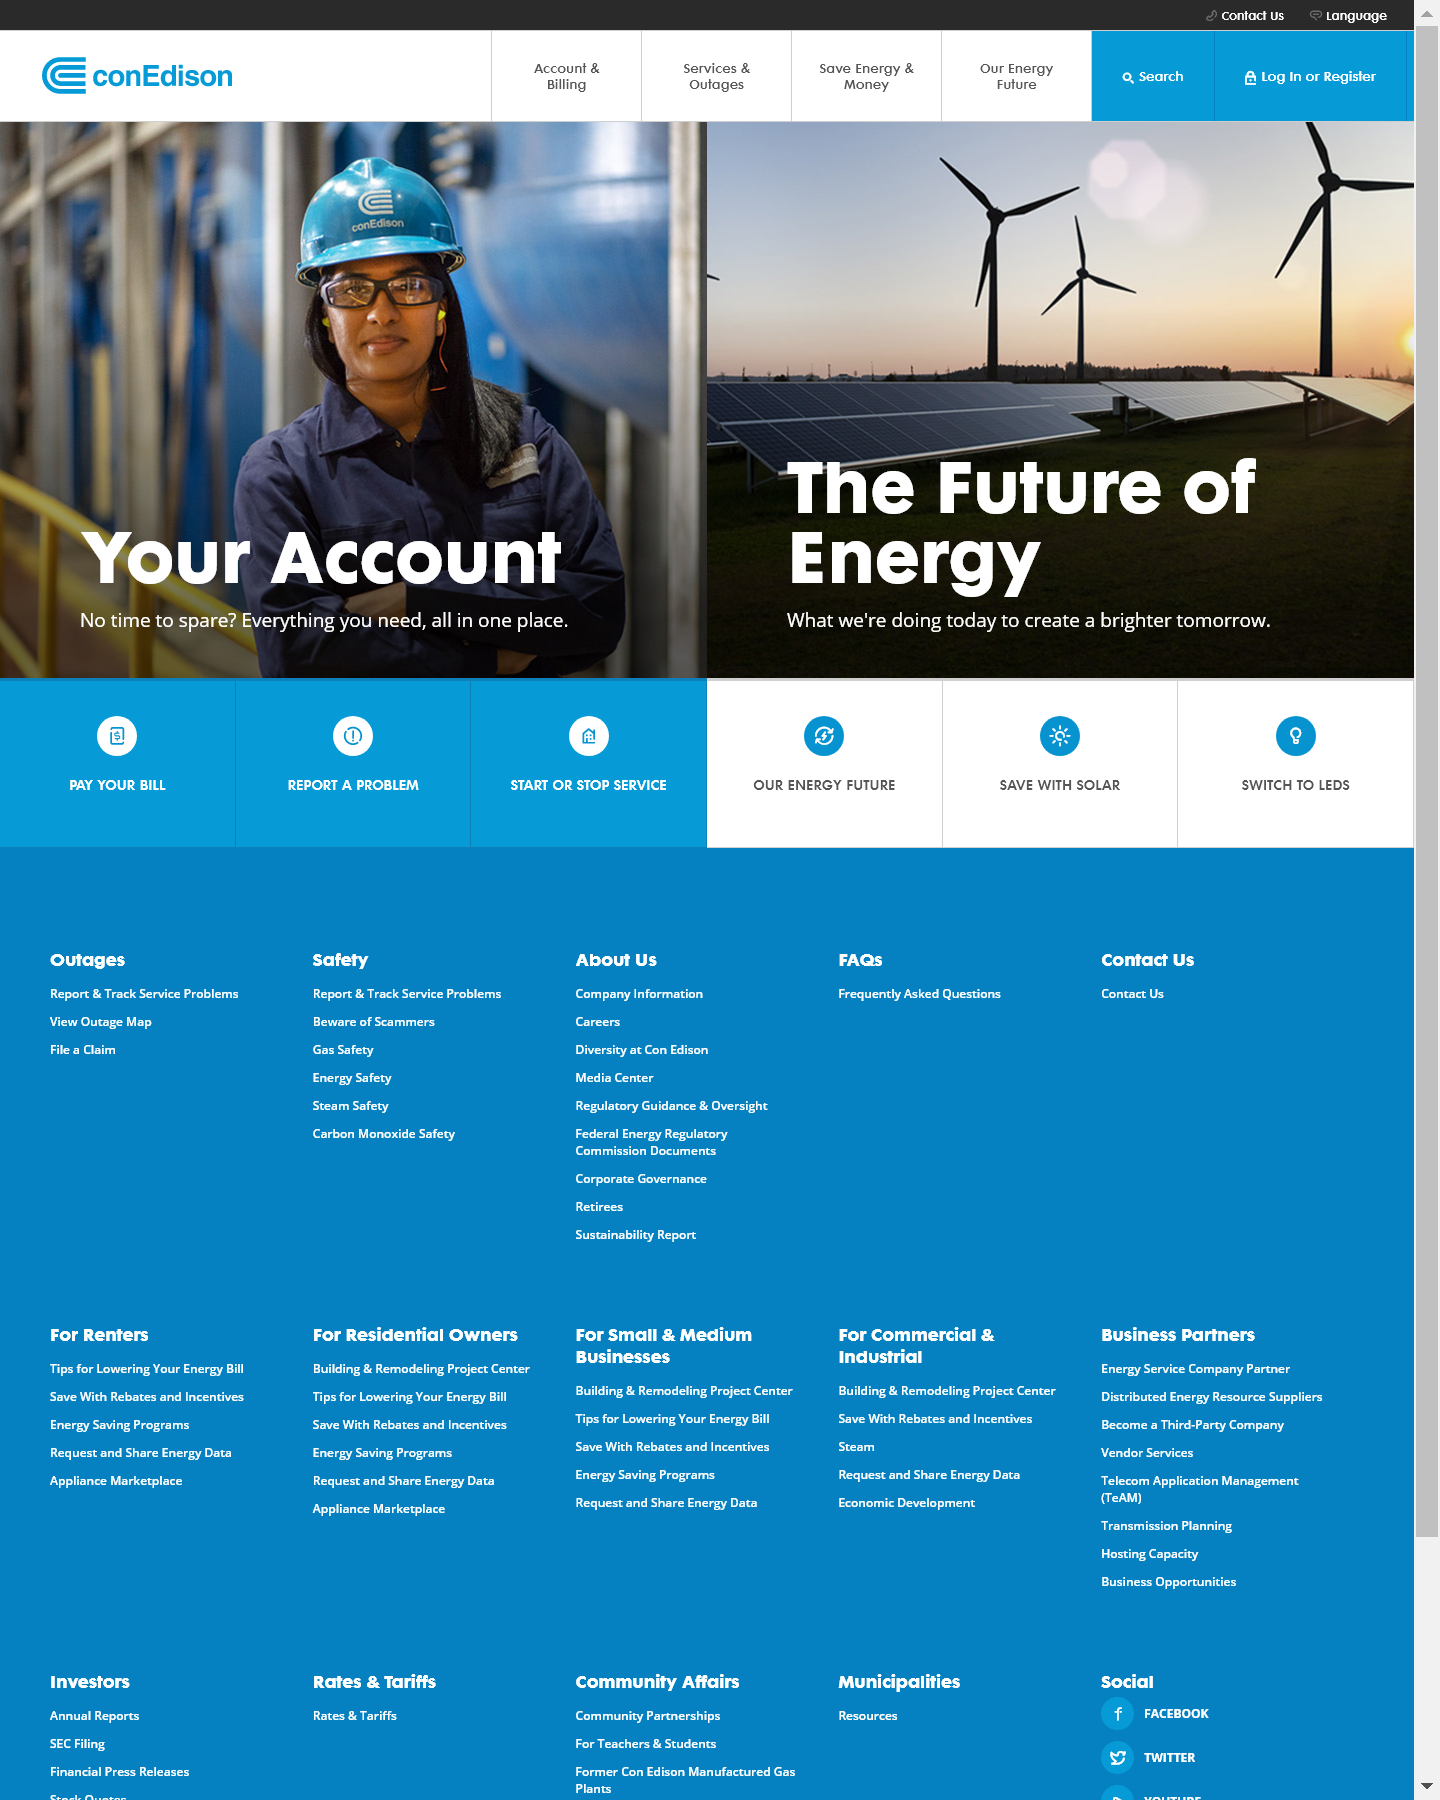 Contact Us
Language
conEdison
Account & Billing
Services & Outages
Save Energy & Money
Our Energy Future
Search
Log In or Register
conEdison
Your Account
No time to spare? Everything you need, all in one place.
The Future of
Energy
What we're doing today to create a brighter tomorrow.
PAY YOUR BILL
REPORT A PROBLEM
START OR STOP SERVICE
OUR ENERGY FUTURE
SAVE WITH SOLAR
SWITCH TO LEDS
Outages
Report & Track Service Problems
View Outage Map
File a Claim
Safety
Report & Track Service Problems
Beware of Scammers
Gas Safety
Energy Safety
Steam Safety
Carbon Monoxide Safety
About Us
Company Information
Careers
Diversity at Con Edison
Media Center
Regulatory Guidance & Oversight
Federal Energy Regulatory
Commission Documents
Corporate Governance
Retirees
Sustainability Report
FAQs
Frequently Asked Questions
Contact Us
Contact Us
For Renters
Tips for Lowering Your Energy Bill
Save With Rebates and Incentives
Energy Saving Programs
Request and Share Energy Data
Appliance Marketplace
For Residential Owners
Building & Remodeling Project Center
Tips for Lowering Your Energy Bill
Save With Rebates and Incentives
Energy Saving Programs
Request and Share Energy Data
Appliance Marketplace
For Small & Medium
Businesses
Building & Remodeling Project Center
Tips for Lowering Your Energy Bill
Save With Rebates and Incentives
Energy Saving Programs
Request and Share Energy Data
For Commercial &
Industrial
Building & Remodeling Project Center
Save With Rebates and Incentives
Steam
Request and Share Energy Data
Economic Development
Business Partners
Energy Service Company Partner
Distributed Energy Resource Suppliers
Become a Third-Party Company
Vendor Services
Telecom Application Management
(TeAM)
Transmission Planning
Hosting Capacity
Business Opportunities
Investors
Annual Reports
SEC Filing
Financial Press Releases
Stock Quotes
Rates & Tariffs
Rates & Tariffs
Community Affairs
Community Partnerships
For Teachers & Students
Former Con Edison Manufactured Gas
Plants
Municipalities
Resources
Social
FACEBOOK
TWITTER
YOUTUBE